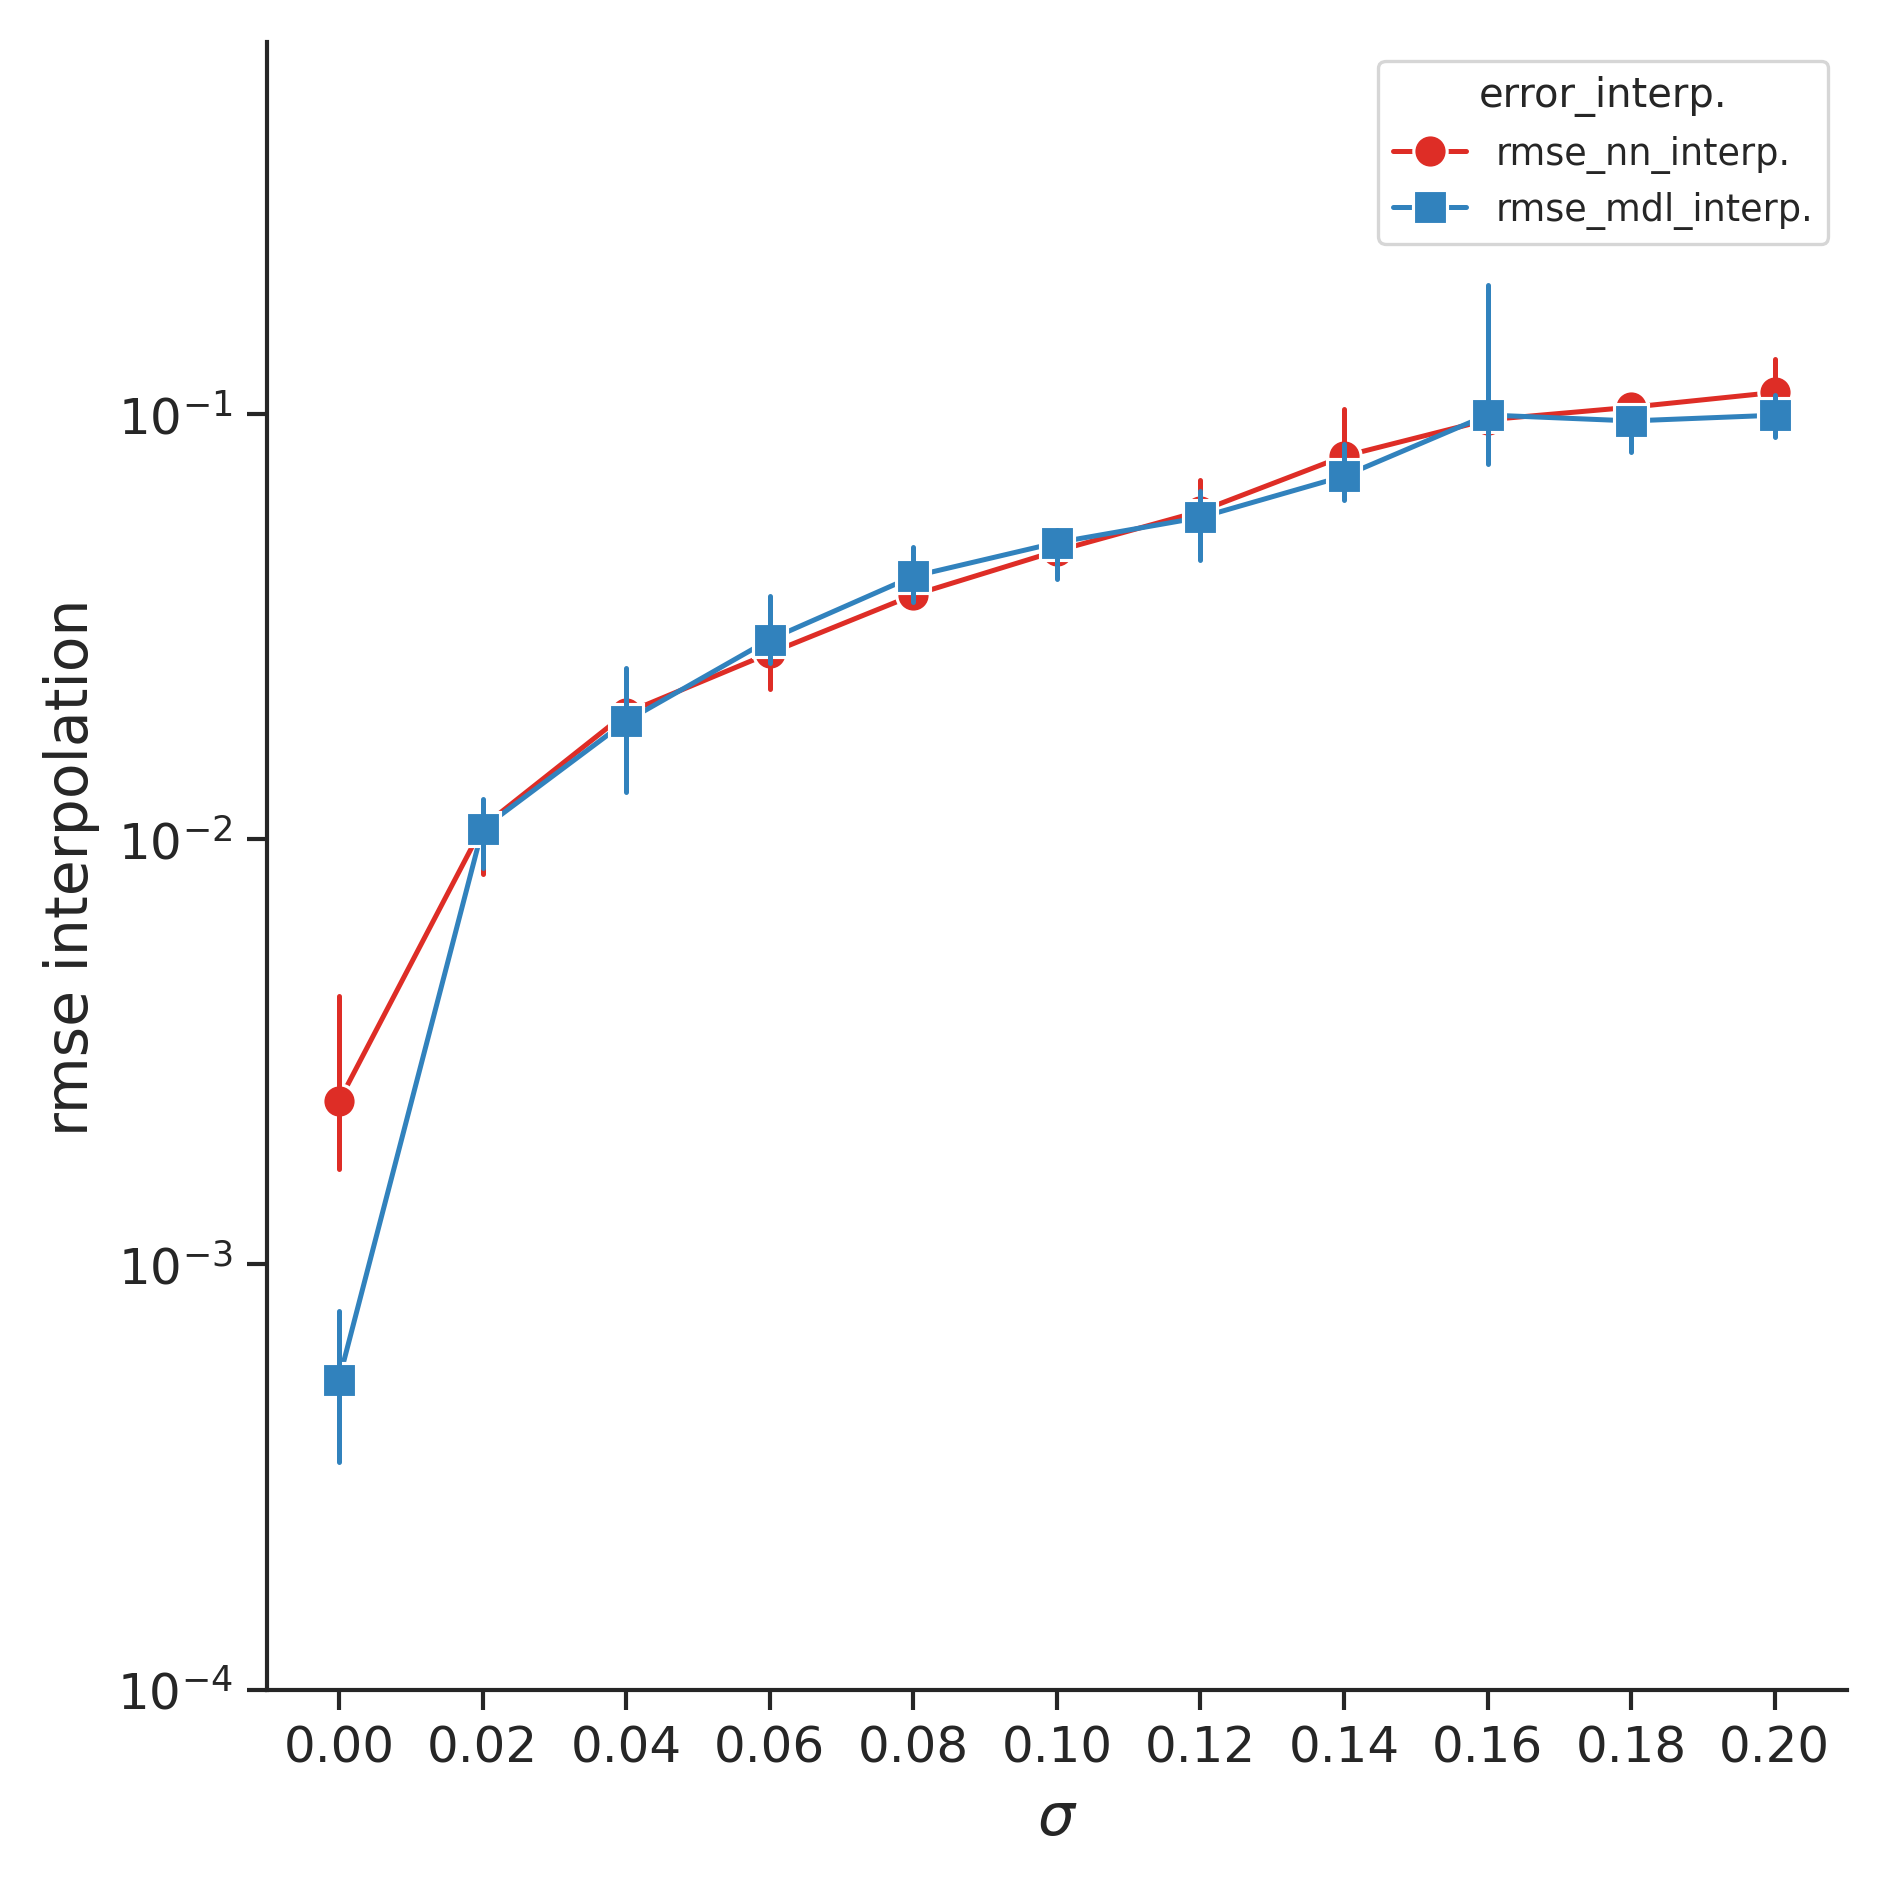 error_interp.
rmse_nn_interp.
rmse_mdl_interp.
rmse interpolation
10⁻¹
10⁻²
10⁻³
10⁻⁴
0.00 0.02 0.04 0.06 0.08 0.10 0.12 0.14 0.16 0.18 0.20
σ